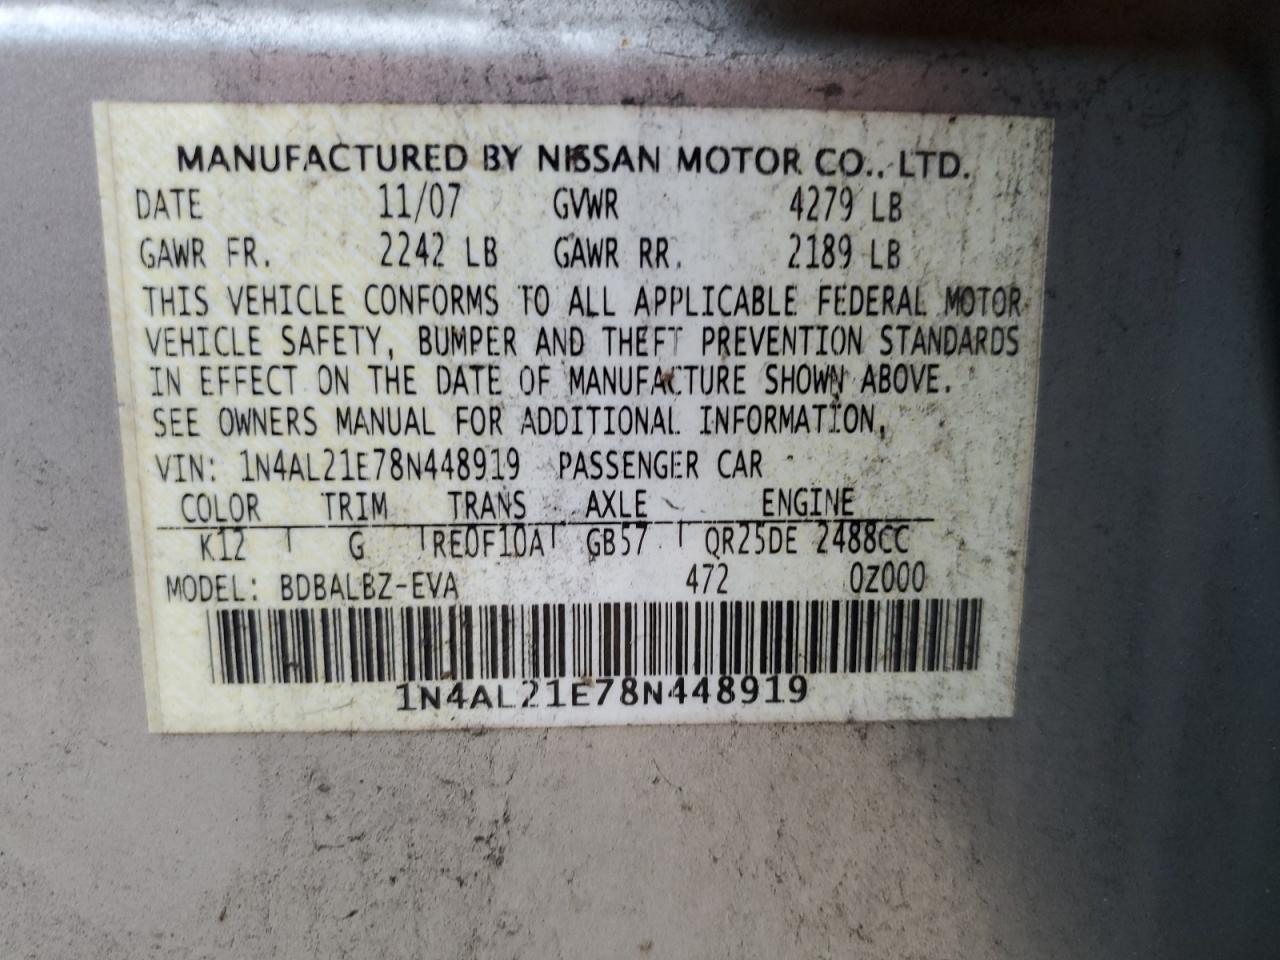 MANUFACTURED BY NISSAN MOTOR CO., LTD.
DATE 11/07 GVWR 4279 LB
GAWR FR. 2242 LB GAWR RR. 2189 LB
THIS VEHICLE CONFORMS TO ALL APPLICABLE FEDERAL MOTOR
VEHICLE SAFETY, BUMPER AND THEFT PREVENTION STANDARDS
IN EFFECT ON THE DATE OF MANUFACTURE SHOWN ABOVE.
SEE OWNERS MANUAL FOR ADDITIONAL INFORMATION.
VIN: 1N4AL21E78N448919 PASSENGER CAR
COLOR TRIM TRANS AXLE ENGINE
K12 G RE0F10A GB57 QR25DE 2488CC
MODEL: BDBALBZ-EVA 472 0Z000
1N4AL21E78N448919